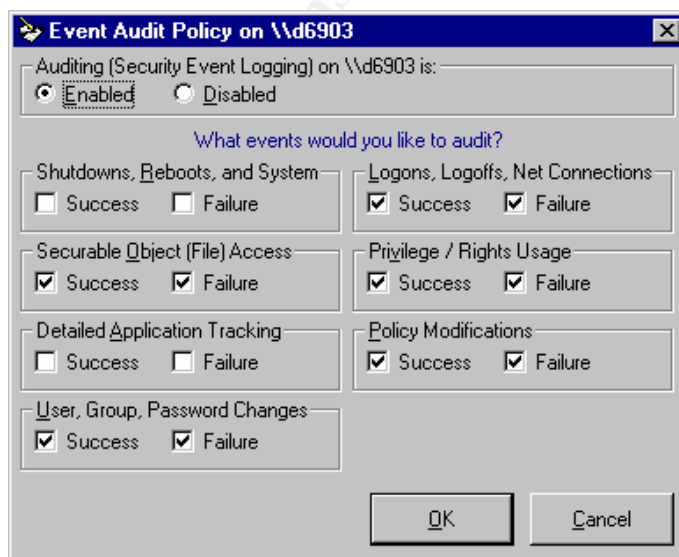 Event Audit Policy on \\d6903
Auditing (Security Event Logging) on \\d6903 is:
Enabled Disabled
What events would you like to audit?
Shutdowns, Reboots, and System
Success Failure
Logons, Logoffs, Net Connections
Success Failure
Securable Object (File) Access
Success Failure
Privilege / Rights Usage
Success Failure
Detailed Application Tracking
Success Failure
Policy Modifications
Success Failure
User, Group, Password Changes
Success Failure
OK Cancel